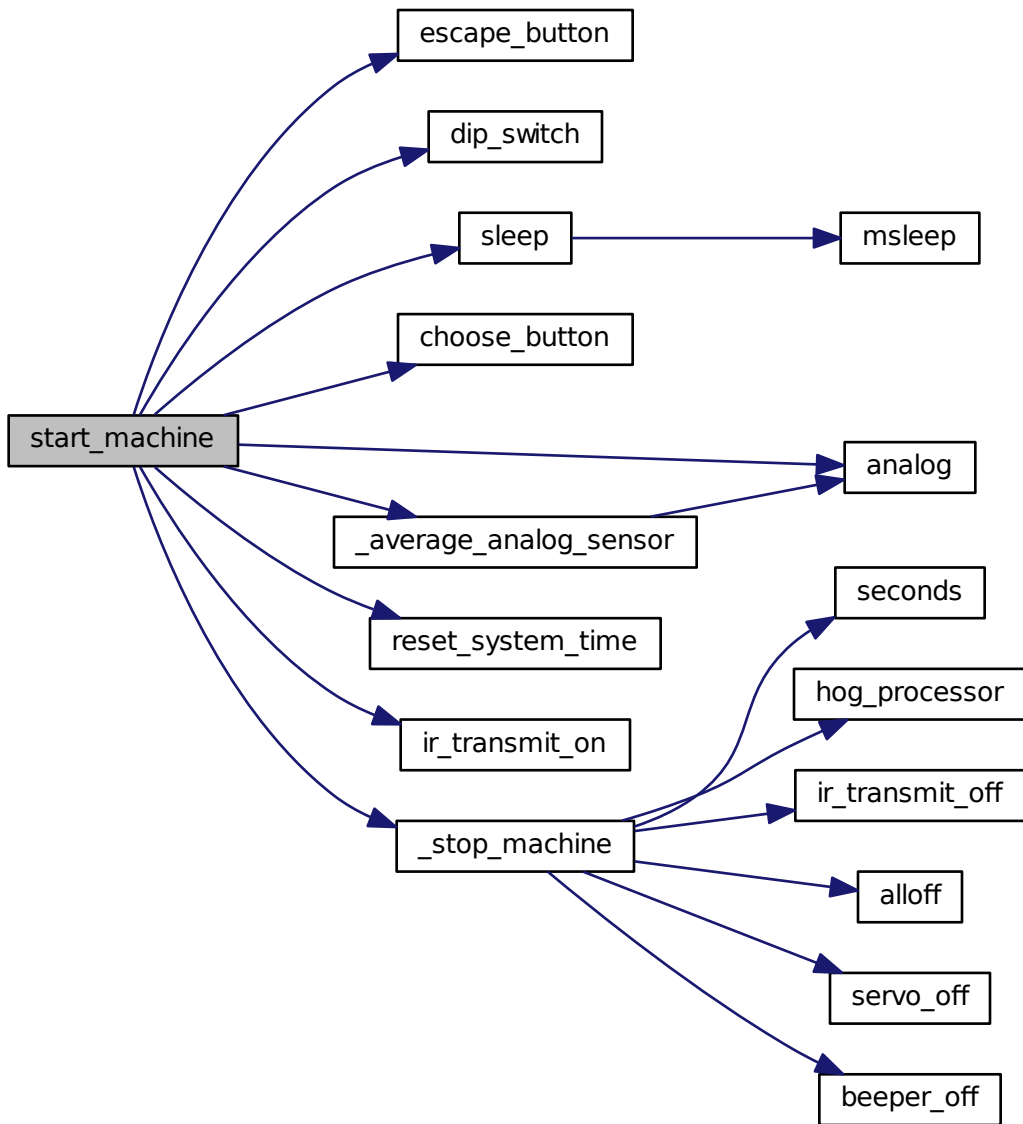 escape_button
dip_switch
sleep
msleep
choose_button
start_machine
analog
_average_analog_sensor
seconds
reset_system_time
hog_processor
ir_transmit_on
ir_transmit_off
_stop_machine
alloff
servo_off
beeper_off